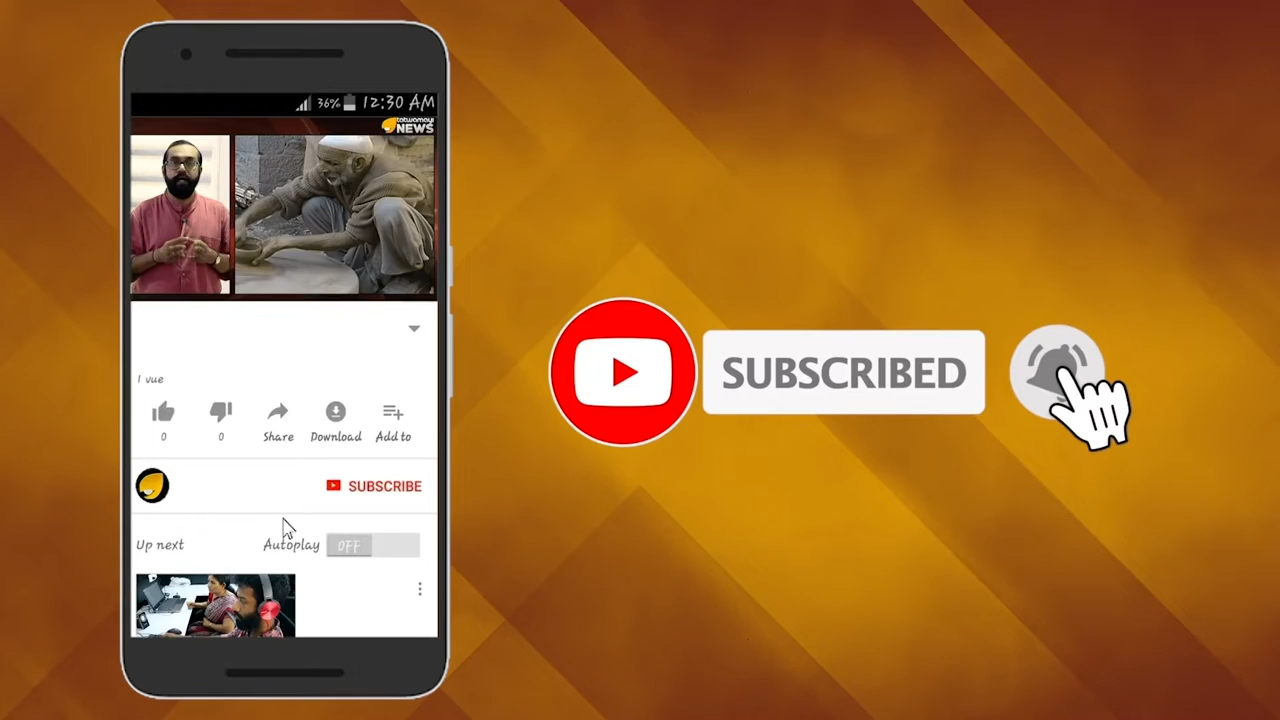 36% 12:30 AM
tatwamayi
NEWS
1 vue
0 0 Share Download Add to
SUBSCRIBE
Up next Autoplay OFF
SUBSCRIBED